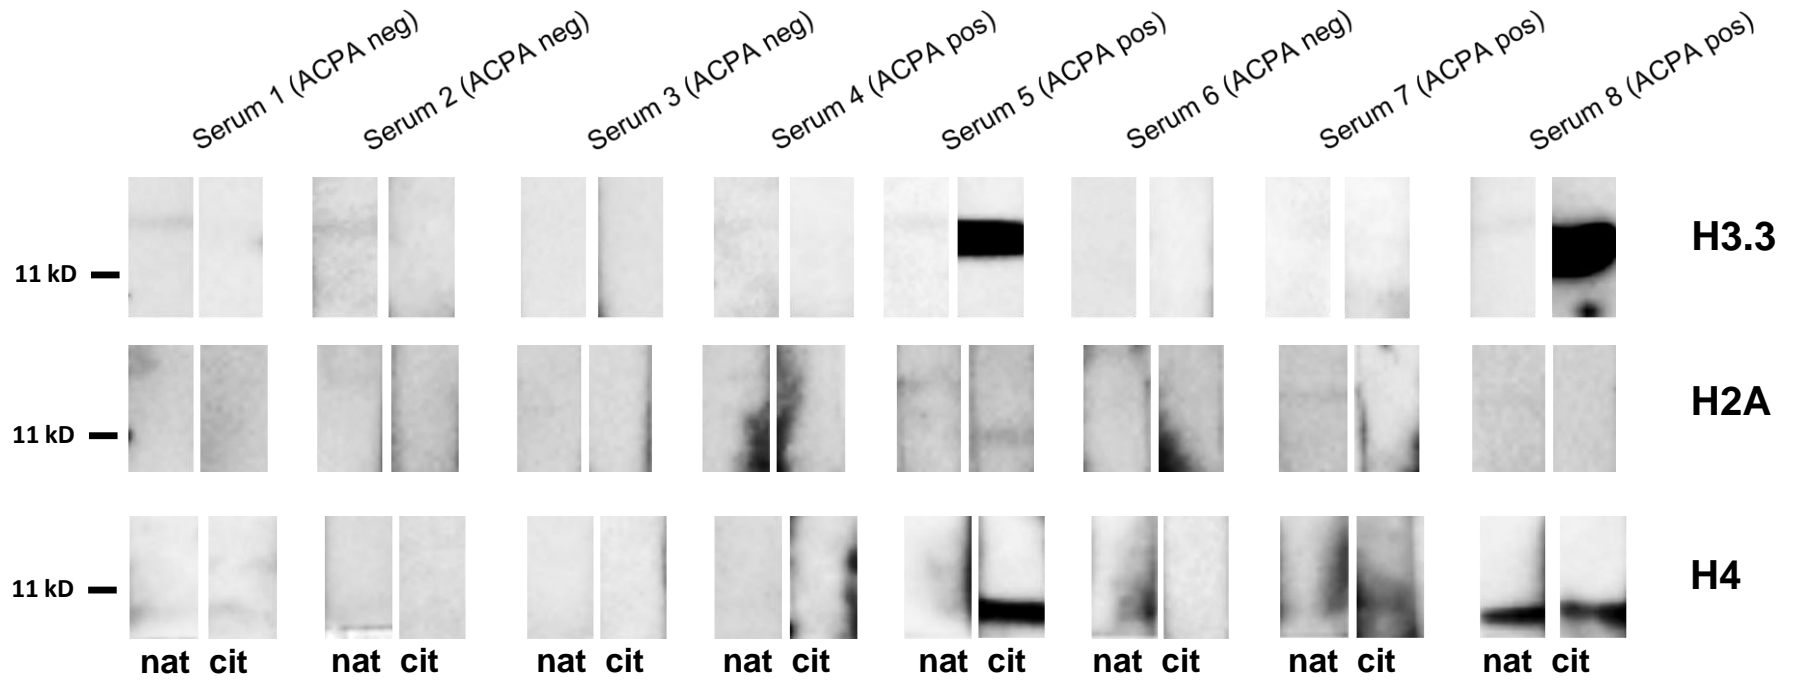 Serum 1 (ACPA neg)
Serum 2 (ACPA neg)
Serum 3 (ACPA neg)
Serum 4 (ACPA pos)
Serum 5 (ACPA pos)
Serum 6 (ACPA neg)
Serum 7 (ACPA pos)
Serum 8 (ACPA pos)
H3.3
11 kD
H2A
11 kD
H4
11 kD
nat cit nat cit nat cit nat cit nat cit nat cit nat cit nat cit